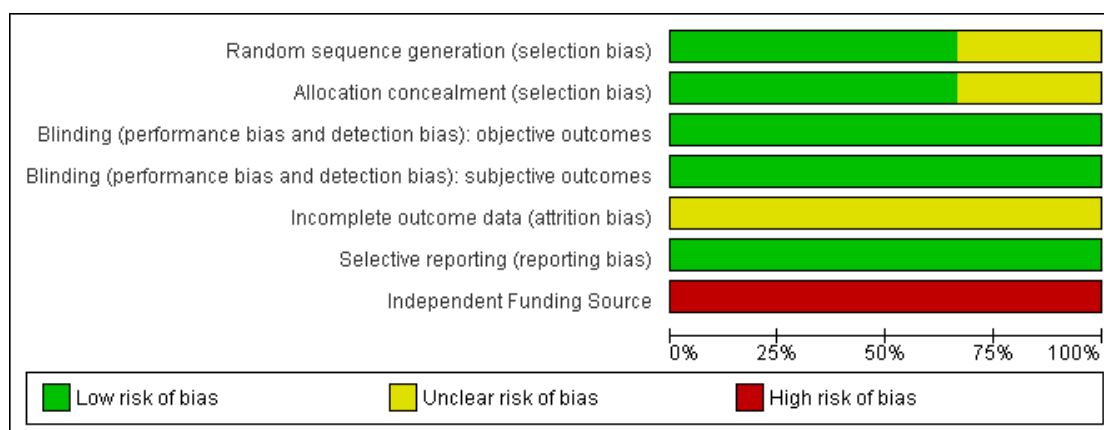 Random sequence generation (selection bias)
Allocation concealment (selection bias)
Blinding (performance bias and detection bias): objective outcomes
Blinding (performance bias and detection bias): subjective outcomes
Incomplete outcome data (attrition bias)
Selective reporting (reporting bias)
Independent Funding Source
0% 25% 50% 75% 100%
Low risk of bias Unclear risk of bias High risk of bias